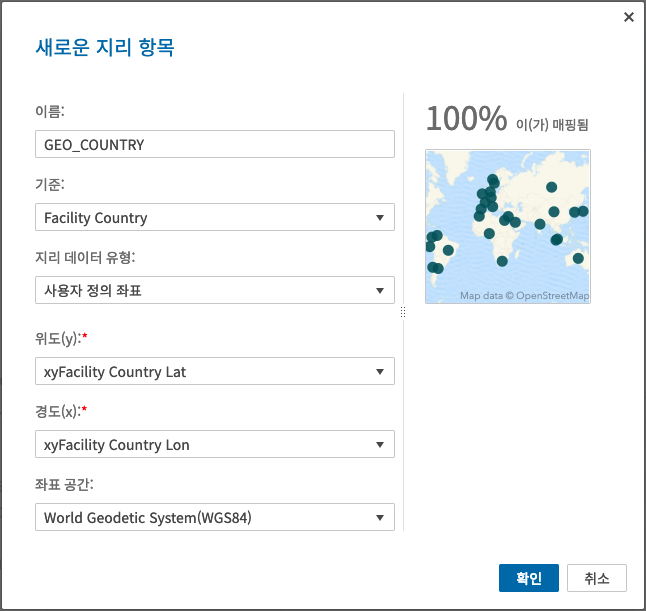 새로운 지리 항목
이름:
GEO_COUNTRY
기준:
Facility Country
지리 데이터 유형:
사용자 정의 좌표
위도(y):*
xyFacility Country Lat
경도(x):*
xyFacility Country Lon
좌표 공간:
World Geodetic System(WGS84)
100% 이(가) 매핑됨
Map data © OpenStreetMap
확인
취소